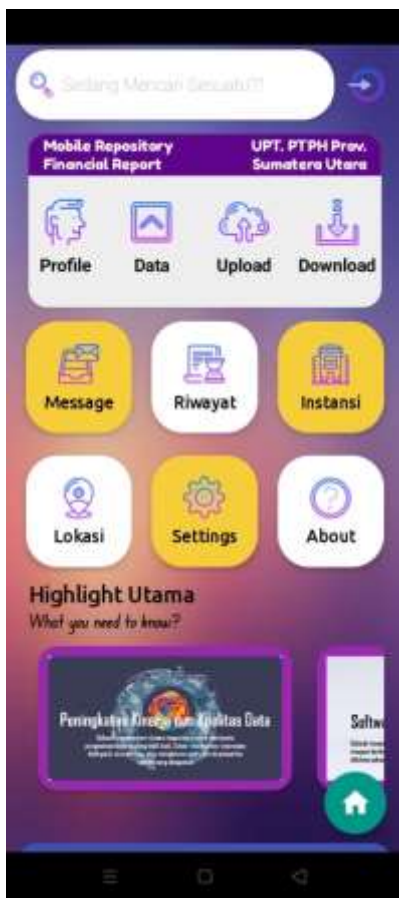 Sedang Mencari Sesuatu???
Mobile Repository
Financial Report
UPT. PTPH Prov.
Sumatera Utara
Profile
Data
Upload
Download
Message
Riwayat
Instansi
Lokasi
Settings
About
Highlight Utama
What you need to know?
Peningkatan Kinerja dan Kualitas Data